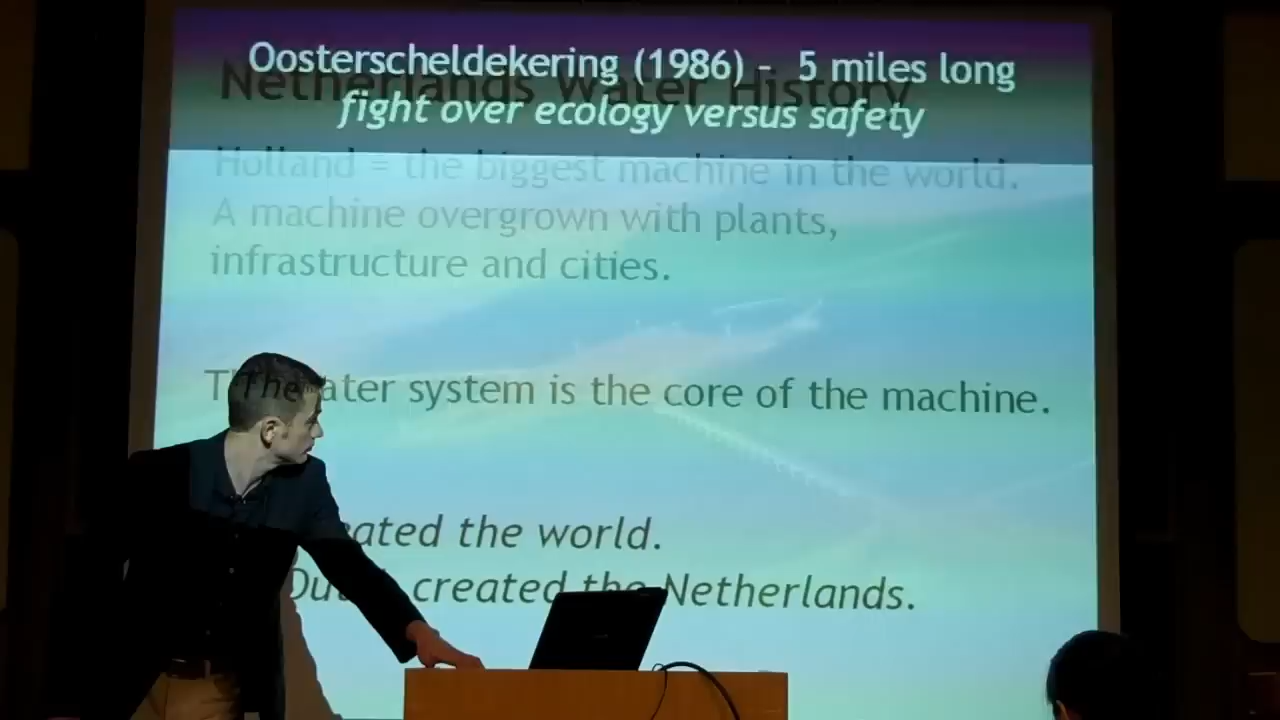 Oosterscheldekering (1986) - 5 miles long
fight over ecology versus safety
Netherlands Water History
Holland = the biggest machine in the world.
A machine overgrown with plants,
infrastructure and cities.
The ater system is the core of the machine.
eated the world.
Dutch created the Netherlands.